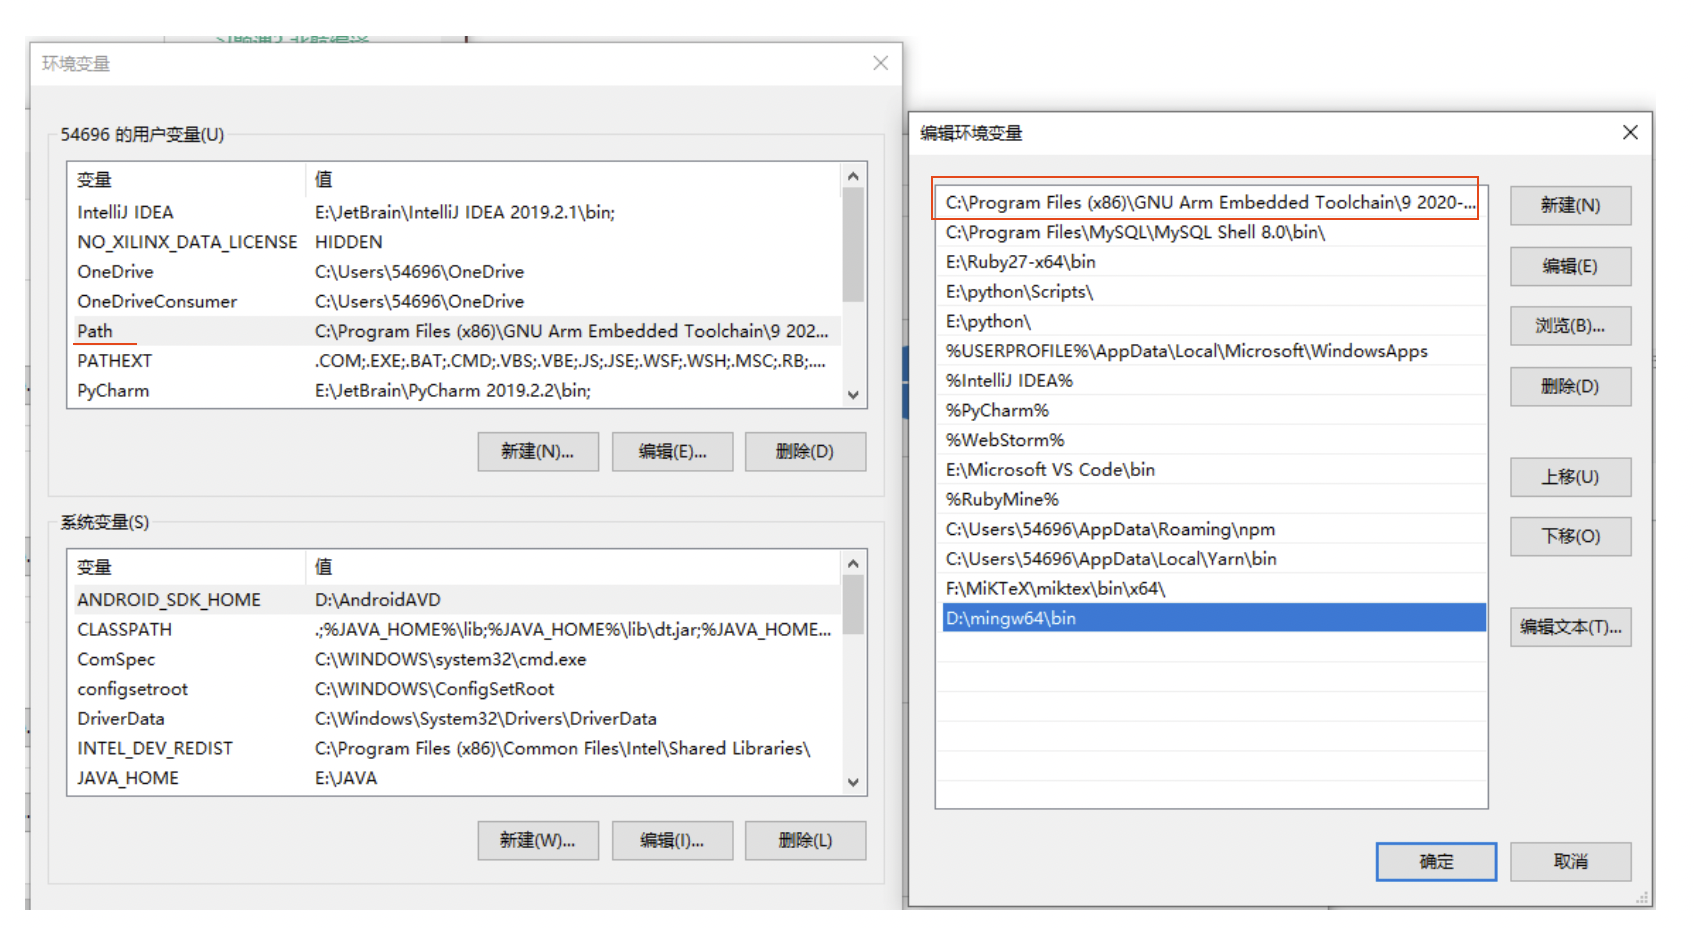 环境变量
54696 的用户变量(U)
变量 值
IntelliJ IDEA E:\JetBrain\IntelliJ IDEA 2019.2.1\bin;
NO_XILINX_DATA_LICENSE HIDDEN
OneDrive C:\Users\54696\OneDrive
OneDriveConsumer C:\Users\54696\OneDrive
Path C:\Program Files (x86)\GNU Arm Embedded Toolchain\9 202...
PATHEXT .COM;.EXE;.BAT;.CMD;.VBS;.VBE;.JS;.JSE;.WSF;.WSH;.MSC;.RB;....
PyCharm E:\JetBrain\PyCharm 2019.2.2\bin;
新建(N)... 编辑(E)... 删除(D)
系统变量(S)
变量 值
ANDROID_SDK_HOME D:\AndroidAVD
CLASSPATH .;%JAVA_HOME%\lib;%JAVA_HOME%\lib\dt.jar;%JAVA_HOME...
ComSpec C:\WINDOWS\system32\cmd.exe
configsetroot C:\WINDOWS\ConfigSetRoot
DriverData C:\Windows\System32\Drivers\DriverData
INTEL_DEV_REDIST C:\Program Files (x86)\Common Files\Intel\Shared Libraries\
JAVA_HOME E:\JAVA
新建(W)... 编辑(I)... 删除(L)
编辑环境变量
C:\Program Files (x86)\GNU Arm Embedded Toolchain\9 2020-...
C:\Program Files\MySQL\MySQL Shell 8.0\bin\
E:\Ruby27-x64\bin
E:\python\Scripts\
E:\python\
%USERPROFILE%\AppData\Local\Microsoft\WindowsApps
%IntelliJ IDEA%
%PyCharm%
%WebStorm%
E:\Microsoft VS Code\bin
%RubyMine%
C:\Users\54696\AppData\Roaming\npm
C:\Users\54696\AppData\Local\Yarn\bin
F:\MiKTeX\miktex\bin\x64\
D:\mingw64\bin
新建(N)
编辑(E)
浏览(B)...
删除(D)
上移(U)
下移(O)
编辑文本(T)...
确定 取消